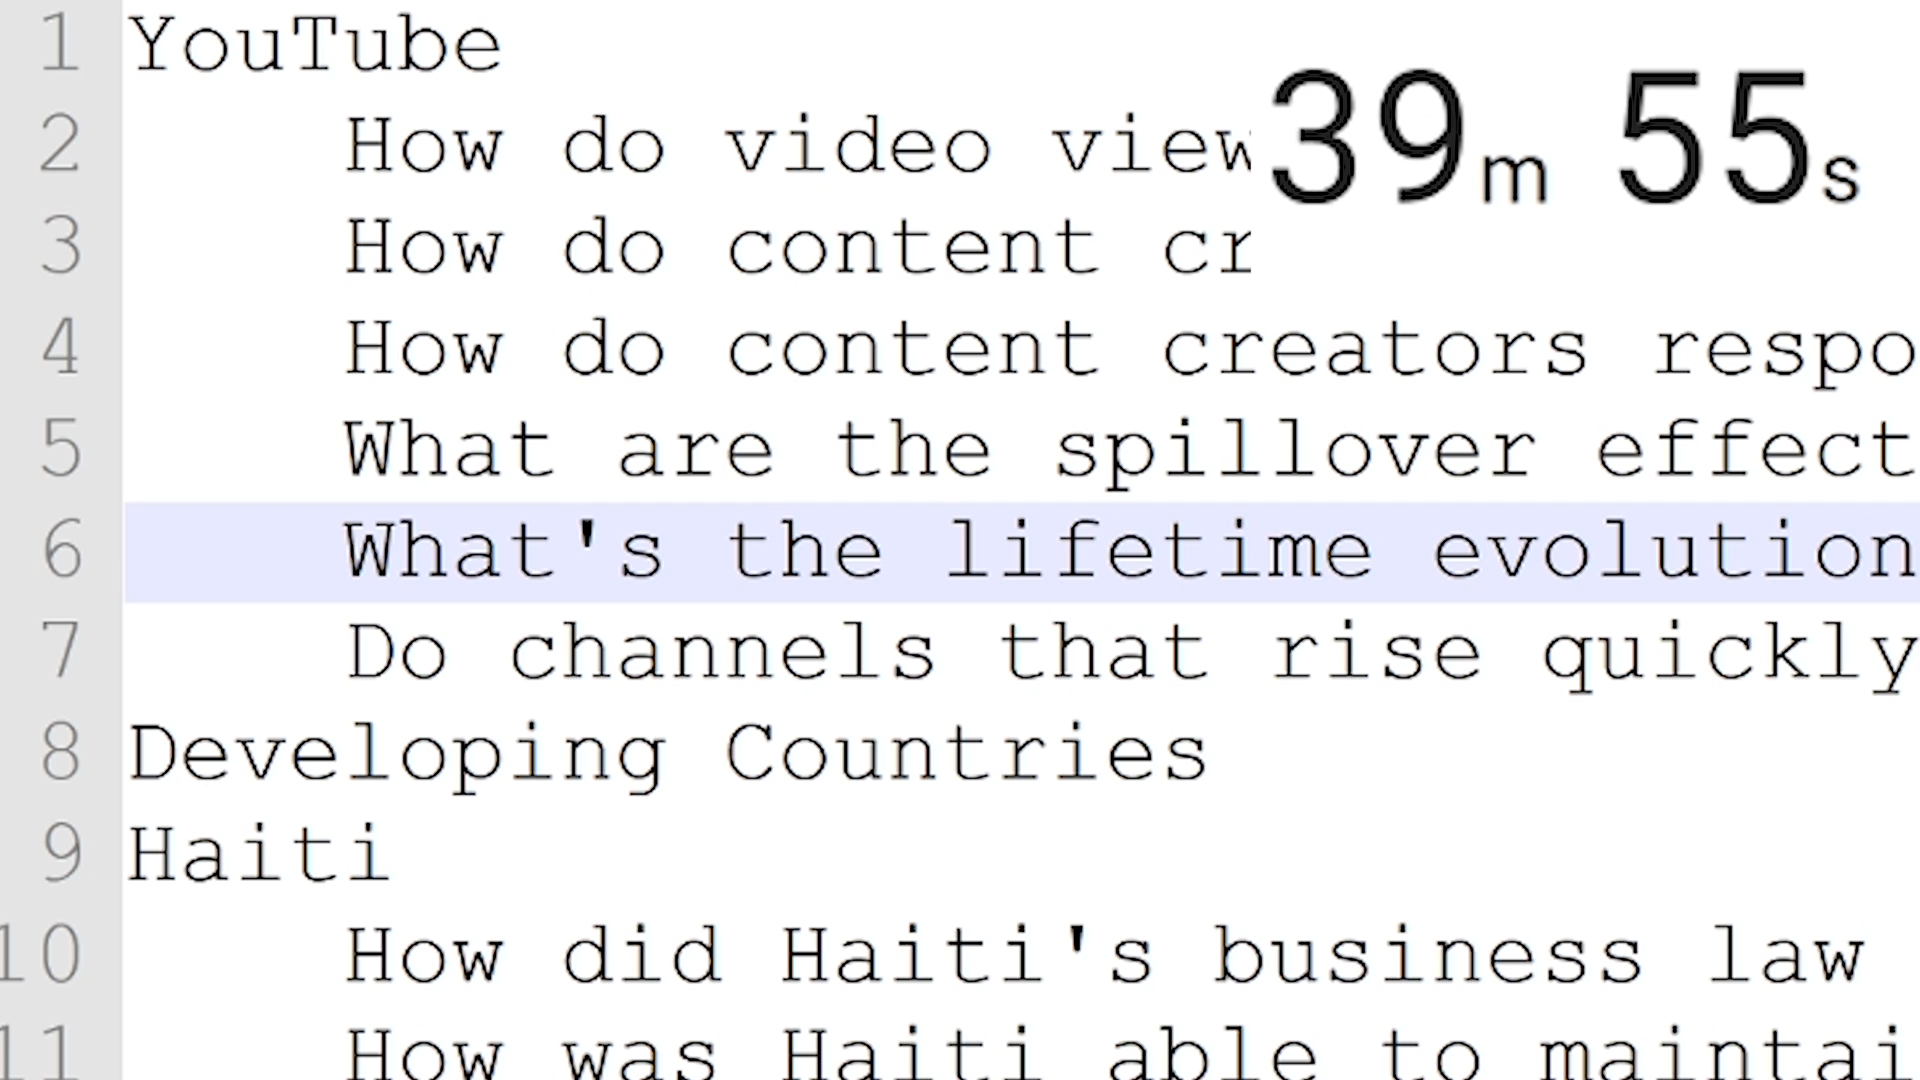 1 YouTube
2 How do video view
39m 55s
3 How do content cr
4 How do content creators respo
5 What are the spillover effect
6 What's the lifetime evolution
7 Do channels that rise quickly
8 Developing Countries
9 Haiti
10 How did Haiti's business law
11 How was Haiti able to maintai